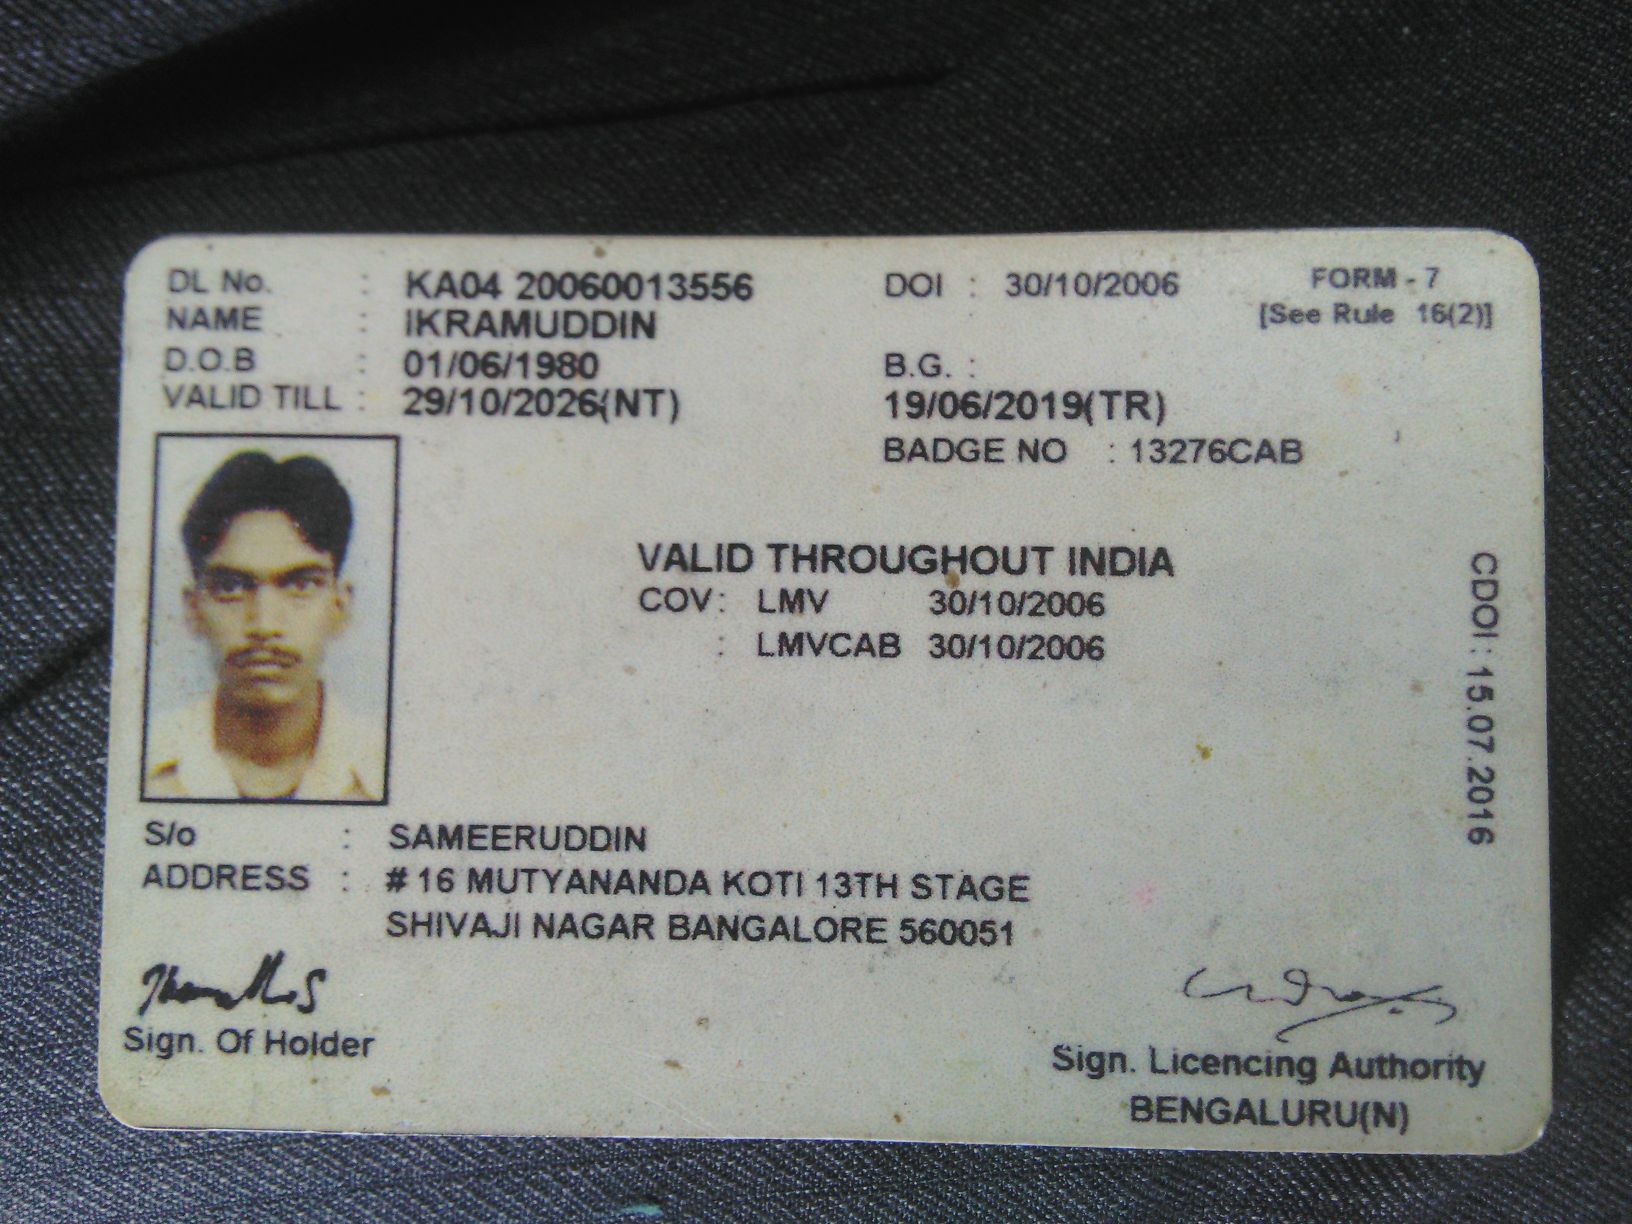 DL No. : KA04 20060013556 DOI : 30/10/2006 FORM - 7
NAME : IKRAMUDDIN [See Rule 16(2)]
D.O.B : 01/06/1980 B.G. :
VALID TILL : 29/10/2026(NT) 19/06/2019(TR)
BADGE NO : 13276CAB
VALID THROUGHOUT INDIA
COV: LMV 30/10/2006
: LMVCAB 30/10/2006
CDOI: 15.07.2016
S/o : SAMEERUDDIN
ADDRESS : # 16 MUTYANANDA KOTI 13TH STAGE
SHIVAJI NAGAR BANGALORE 560051
Sign. Of Holder
Sign. Licencing Authority
BENGALURU(N)